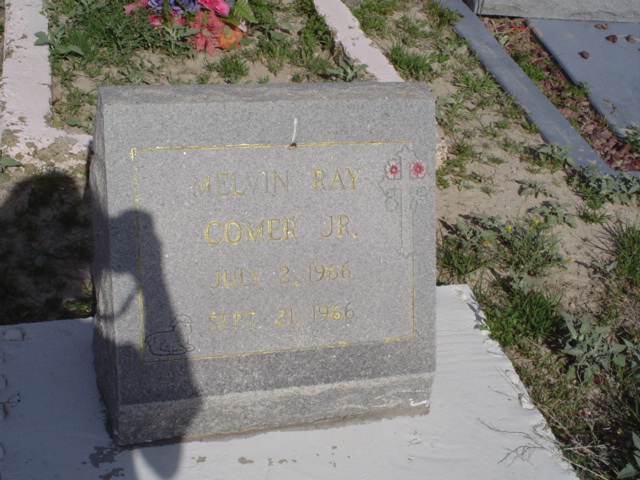 MELVIN RAY
COMER JR.
JULY 2, 1966
SEPT. 21, 1966